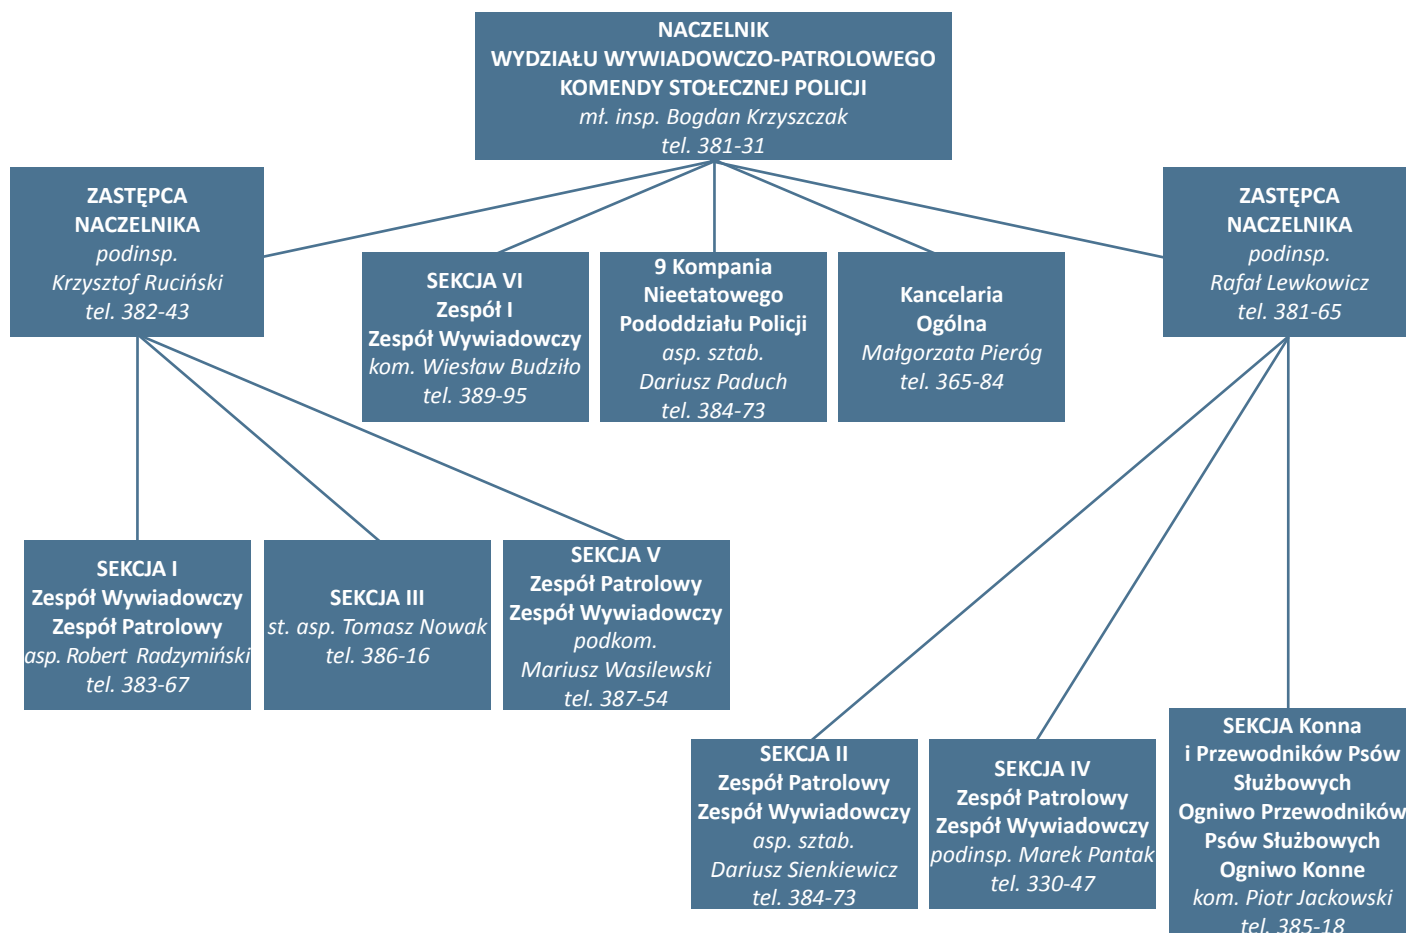 NACZELNIK
WYDZIAŁU WYWIADOWCZO-PATROLOWEGO
KOMENDY STOŁECZNEJ POLICJI
mł. insp. Bogdan Krzyszczak
tel. 381-31
ZASTĘPCA
NACZELNIKA
podinsp.
Krzysztof Ruciński
tel. 382-43
SEKCJA VI
Zespół I
Zespół Wywiadowczy
kom. Wiesław Budziło
tel. 389-95
9 Kompania
Nieetatowego
Pododdziału Policji
asp. sztab.
Dariusz Paduch
tel. 384-73
Kancelaria
Ogólna
Małgorzata Pieróg
tel. 365-84
ZASTĘPCA
NACZELNIKA
podinsp.
Rafał Lewkowicz
tel. 381-65
SEKCJA I
Zespół Wywiadowczy
Zespół Patrolowy
asp. Robert Radzymiński
tel. 383-67
SEKCJA III
st. asp. Tomasz Nowak
tel. 386-16
SEKCJA V
Zespół Patrolowy
Zespół Wywiadowczy
podkom.
Mariusz Wasilewski
tel. 387-54
SEKCJA II
Zespół Patrolowy
Zespół Wywiadowczy
asp. sztab.
Dariusz Sienkiewicz
tel. 384-73
SEKCJA IV
Zespół Patrolowy
Zespół Wywiadowczy
podinsp. Marek Pantak
tel. 330-47
SEKCJA Konna
i Przewodników Psów
Służbowych
Ogniwo Przewodników
Psów Służbowych
Ogniwo Konne
kom. Piotr Jackowski
tel. 385-18